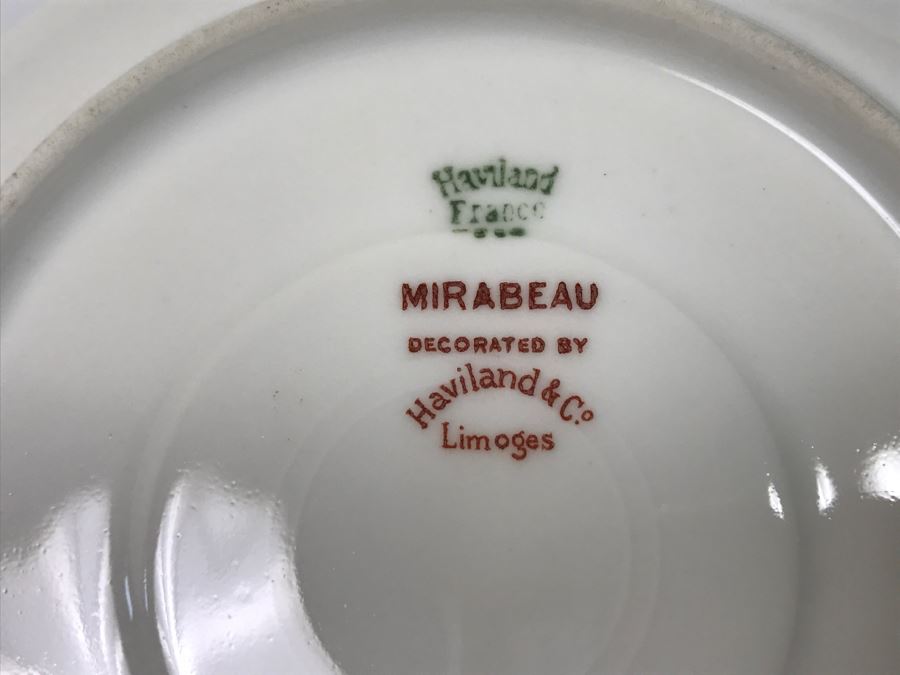 Haviland
France
MIRABEAU
DECORATED BY
Haviland & Co
Limoges